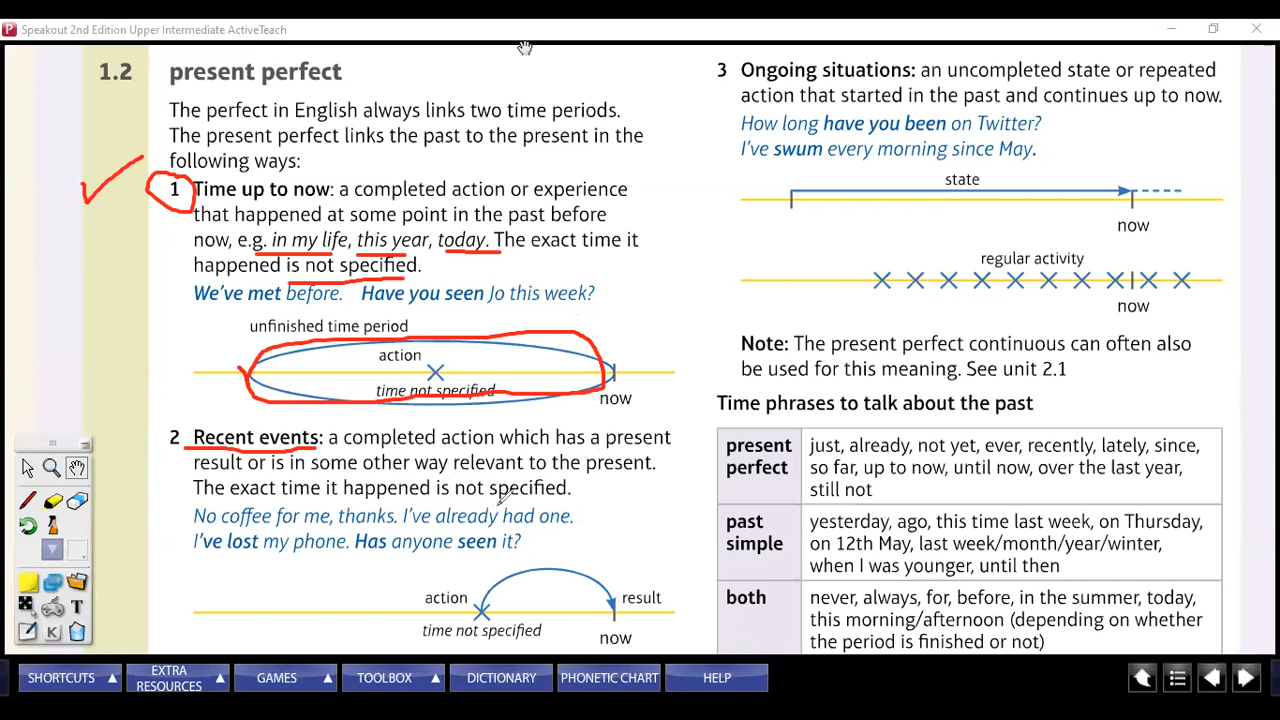 Speakout 2nd Edition Upper Intermediate ActiveTeach
1.2 present perfect
The perfect in English always links two time periods.
The present perfect links the past to the present in the
following ways:
1 Time up to now: a completed action or experience
that happened at some point in the past before
now, e.g. in my life, this year, today. The exact time it
happened is not specified.
We've met before. Have you seen Jo this week?
unfinished time period
action
time not specified
now
2 Recent events: a completed action which has a present
result or is in some other way relevant to the present.
The exact time it happened is not specified.
No coffee for me, thanks. I've already had one.
I've lost my phone. Has anyone seen it?
action
result
time not specified
now
3 Ongoing situations: an uncompleted state or repeated
action that started in the past and continues up to now.
How long have you been on Twitter?
I've swum every morning since May.
state
now
regular activity
now
Note: The present perfect continuous can often also
be used for this meaning. See unit 2.1
Time phrases to talk about the past
present perfect
just, already, not yet, ever, recently, lately, since,
so far, up to now, until now, over the last year,
still not
past simple
yesterday, ago, this time last week, on Thursday,
on 12th May, last week/month/year/winter,
when I was younger, until then
both
never, always, for, before, in the summer, today,
this morning/afternoon (depending on whether
the period is finished or not)
T
K
SHORTCUTS
EXTRA
RESOURCES
GAMES
TOOLBOX
DICTIONARY
PHONETIC CHART
HELP